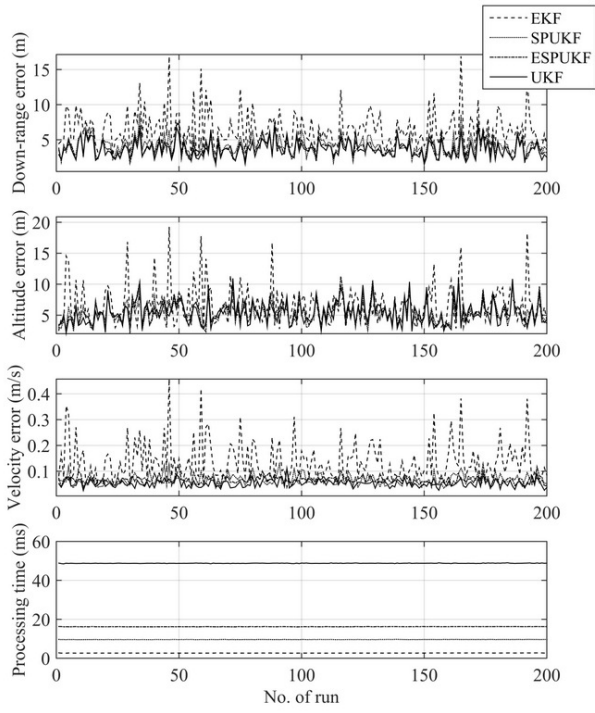 EKF
SPUKF
ESPUKF
UKF
Down-range error (m)
15
10
5
0 50 100 150 200
Altitude error (m)
20
15
10
5
0 50 100 150 200
Velocity error (m/s)
0.4
0.3
0.2
0.1
0 50 100 150 200
Processing time (ms)
60
40
20
0
0 50 100 150 200
No. of run